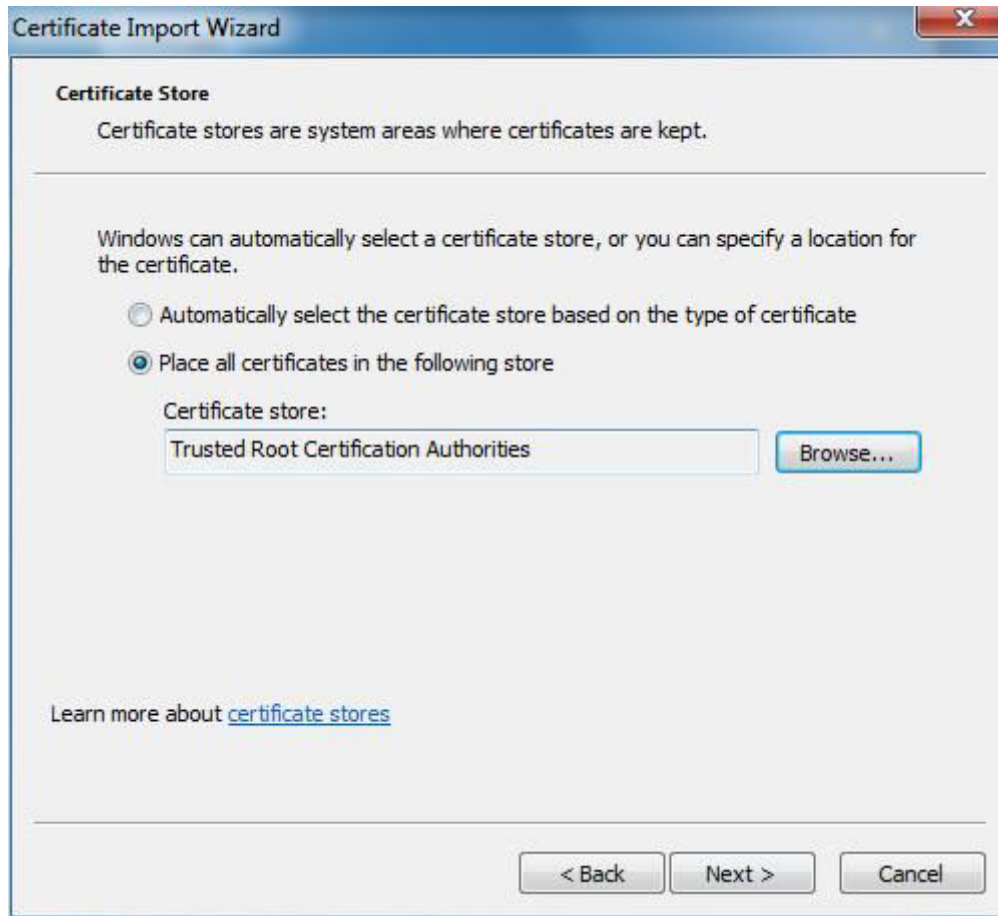 Certificate Import Wizard
Certificate Store
Certificate stores are system areas where certificates are kept.
Windows can automatically select a certificate store, or you can specify a location for
the certificate.
Automatically select the certificate store based on the type of certificate
Place all certificates in the following store
Certificate store:
Trusted Root Certification Authorities
Browse...
Learn more about certificate stores
< Back
Next >
Cancel